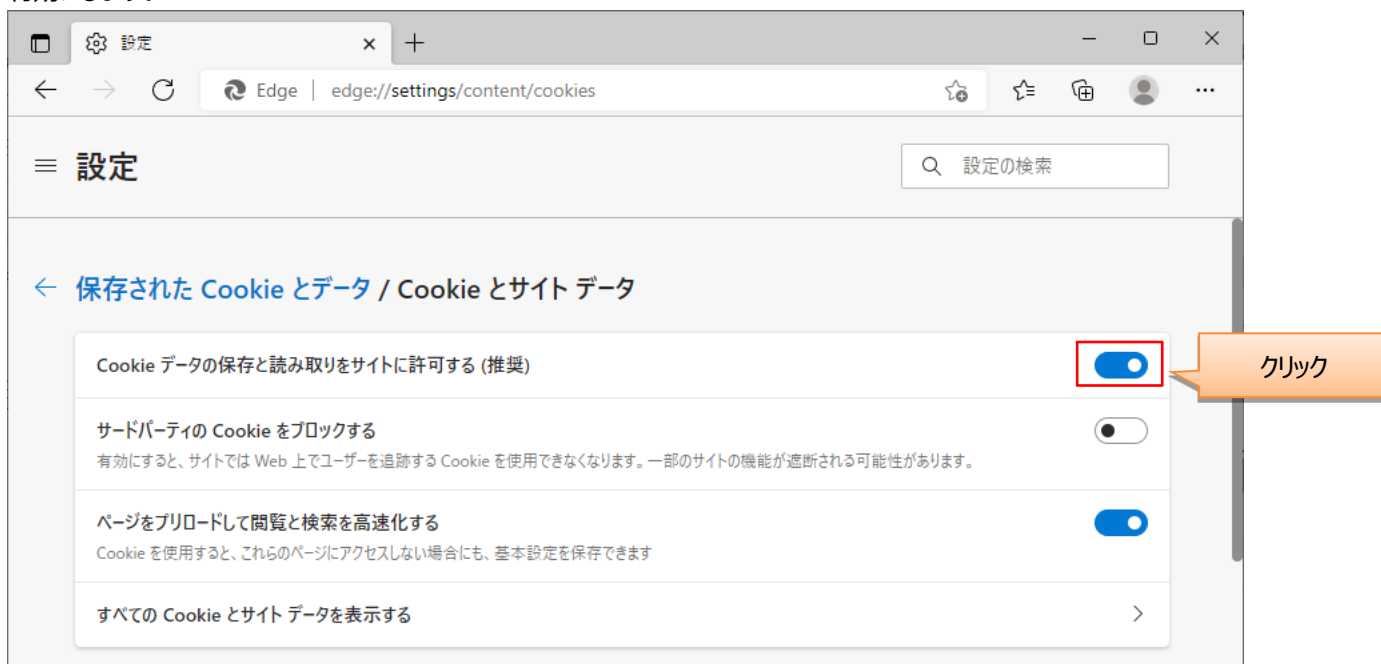 設定
Edge | edge://settings/content/cookies
設定
設定の検索
保存された Cookie とデータ / Cookie とサイト データ
Cookie データの保存と読み取りをサイトに許可する (推奨)
クリック
サードパーティの Cookie をブロックする
有効にすると、サイトでは Web 上でユーザーを追跡する Cookie を使用できなくなります。一部のサイトの機能が遮断される可能性があります。
ページをプリロードして閲覧と検索を高速化する
Cookie を使用すると、これらのページにアクセスしない場合にも、基本設定を保存できます
すべての Cookie とサイト データを表示する